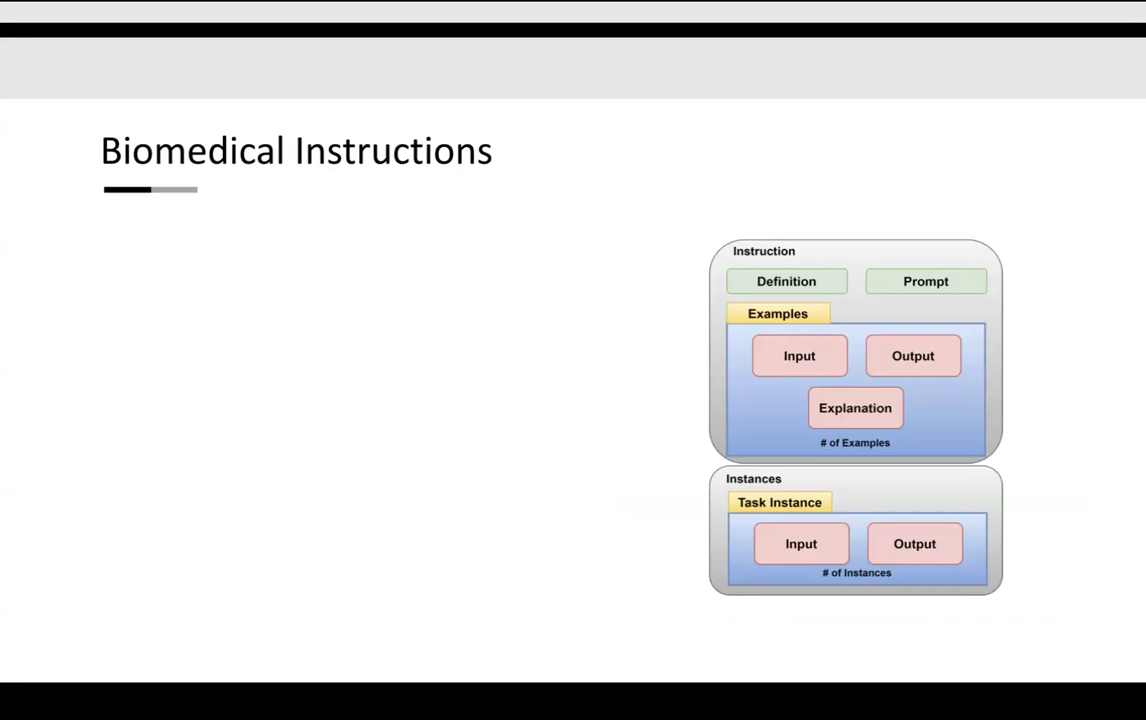 Biomedical Instructions
Instruction
Definition
Prompt
Examples
Input
Output
Explanation
# of Examples
Instances
Task Instance
Input
Output
# of Instances